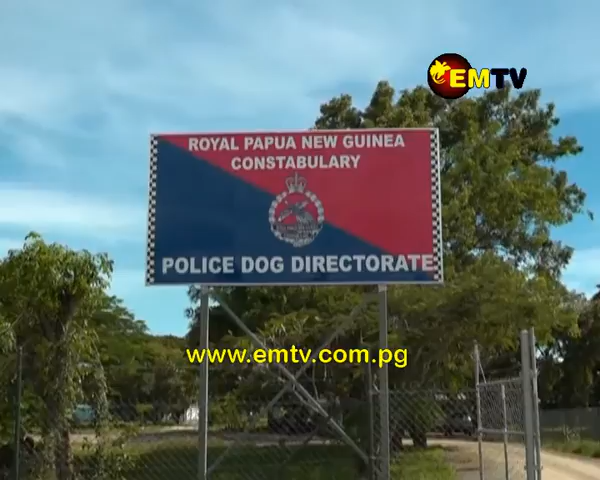 EMTV
ROYAL PAPUA NEW GUINEA
CONSTABULARY
POLICE DOG DIRECTORATE
www.emtv.com.pg